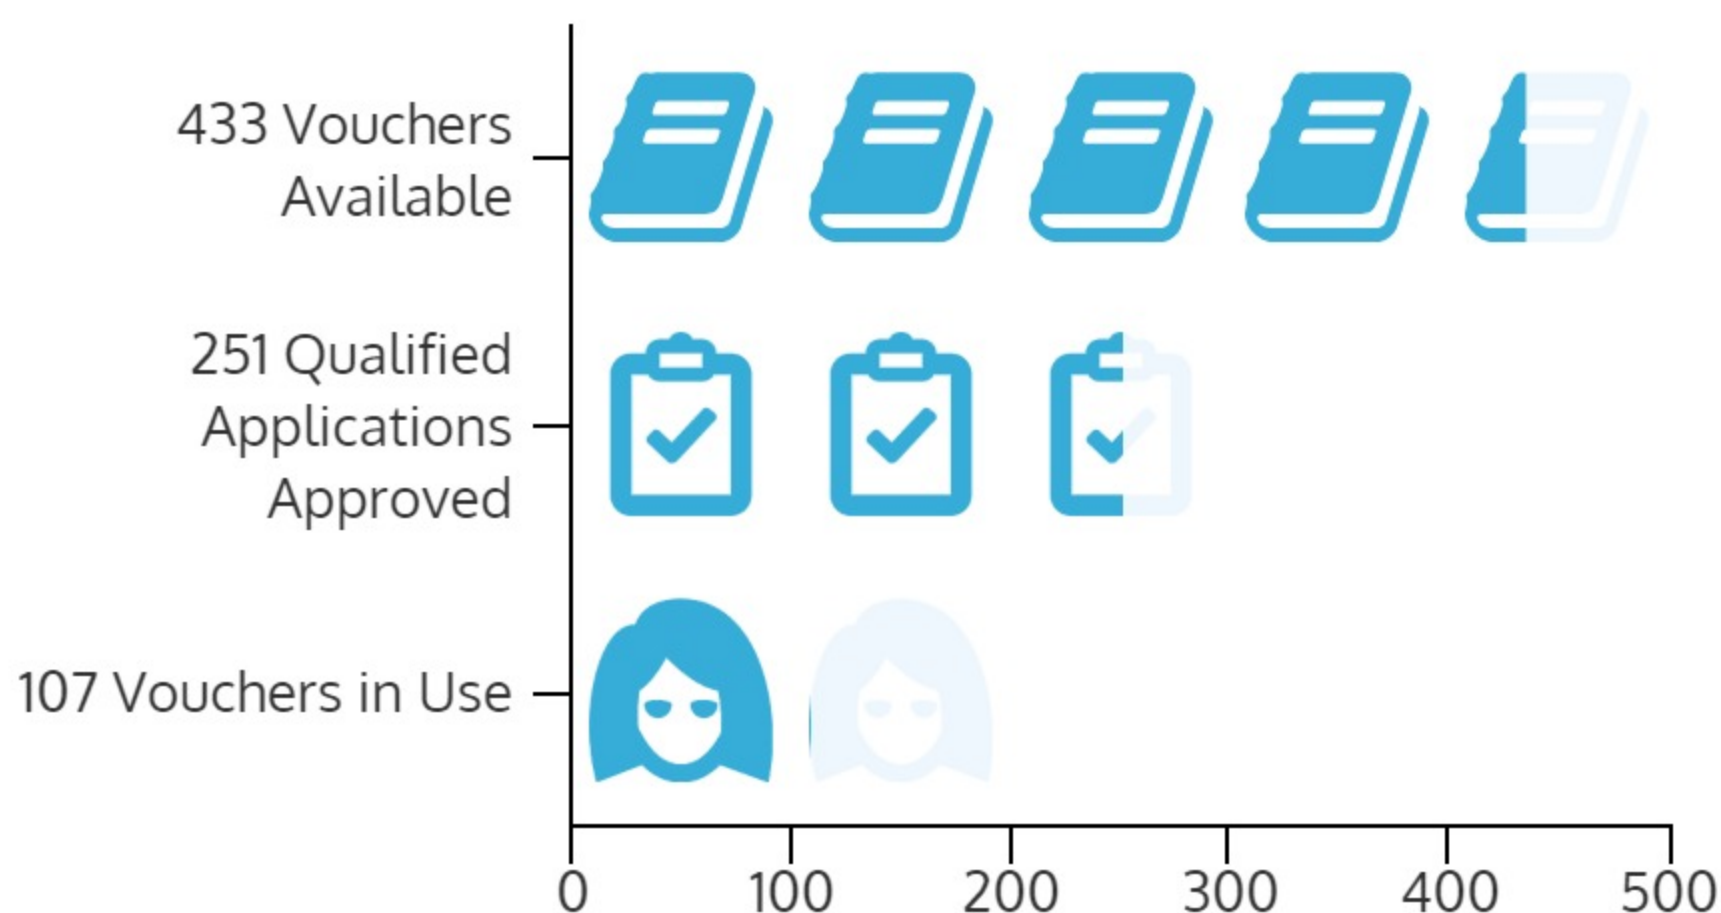 433 Vouchers
Available
251 Qualified
Applications
Approved
107 Vouchers in Use
0 100 200 300 400 500